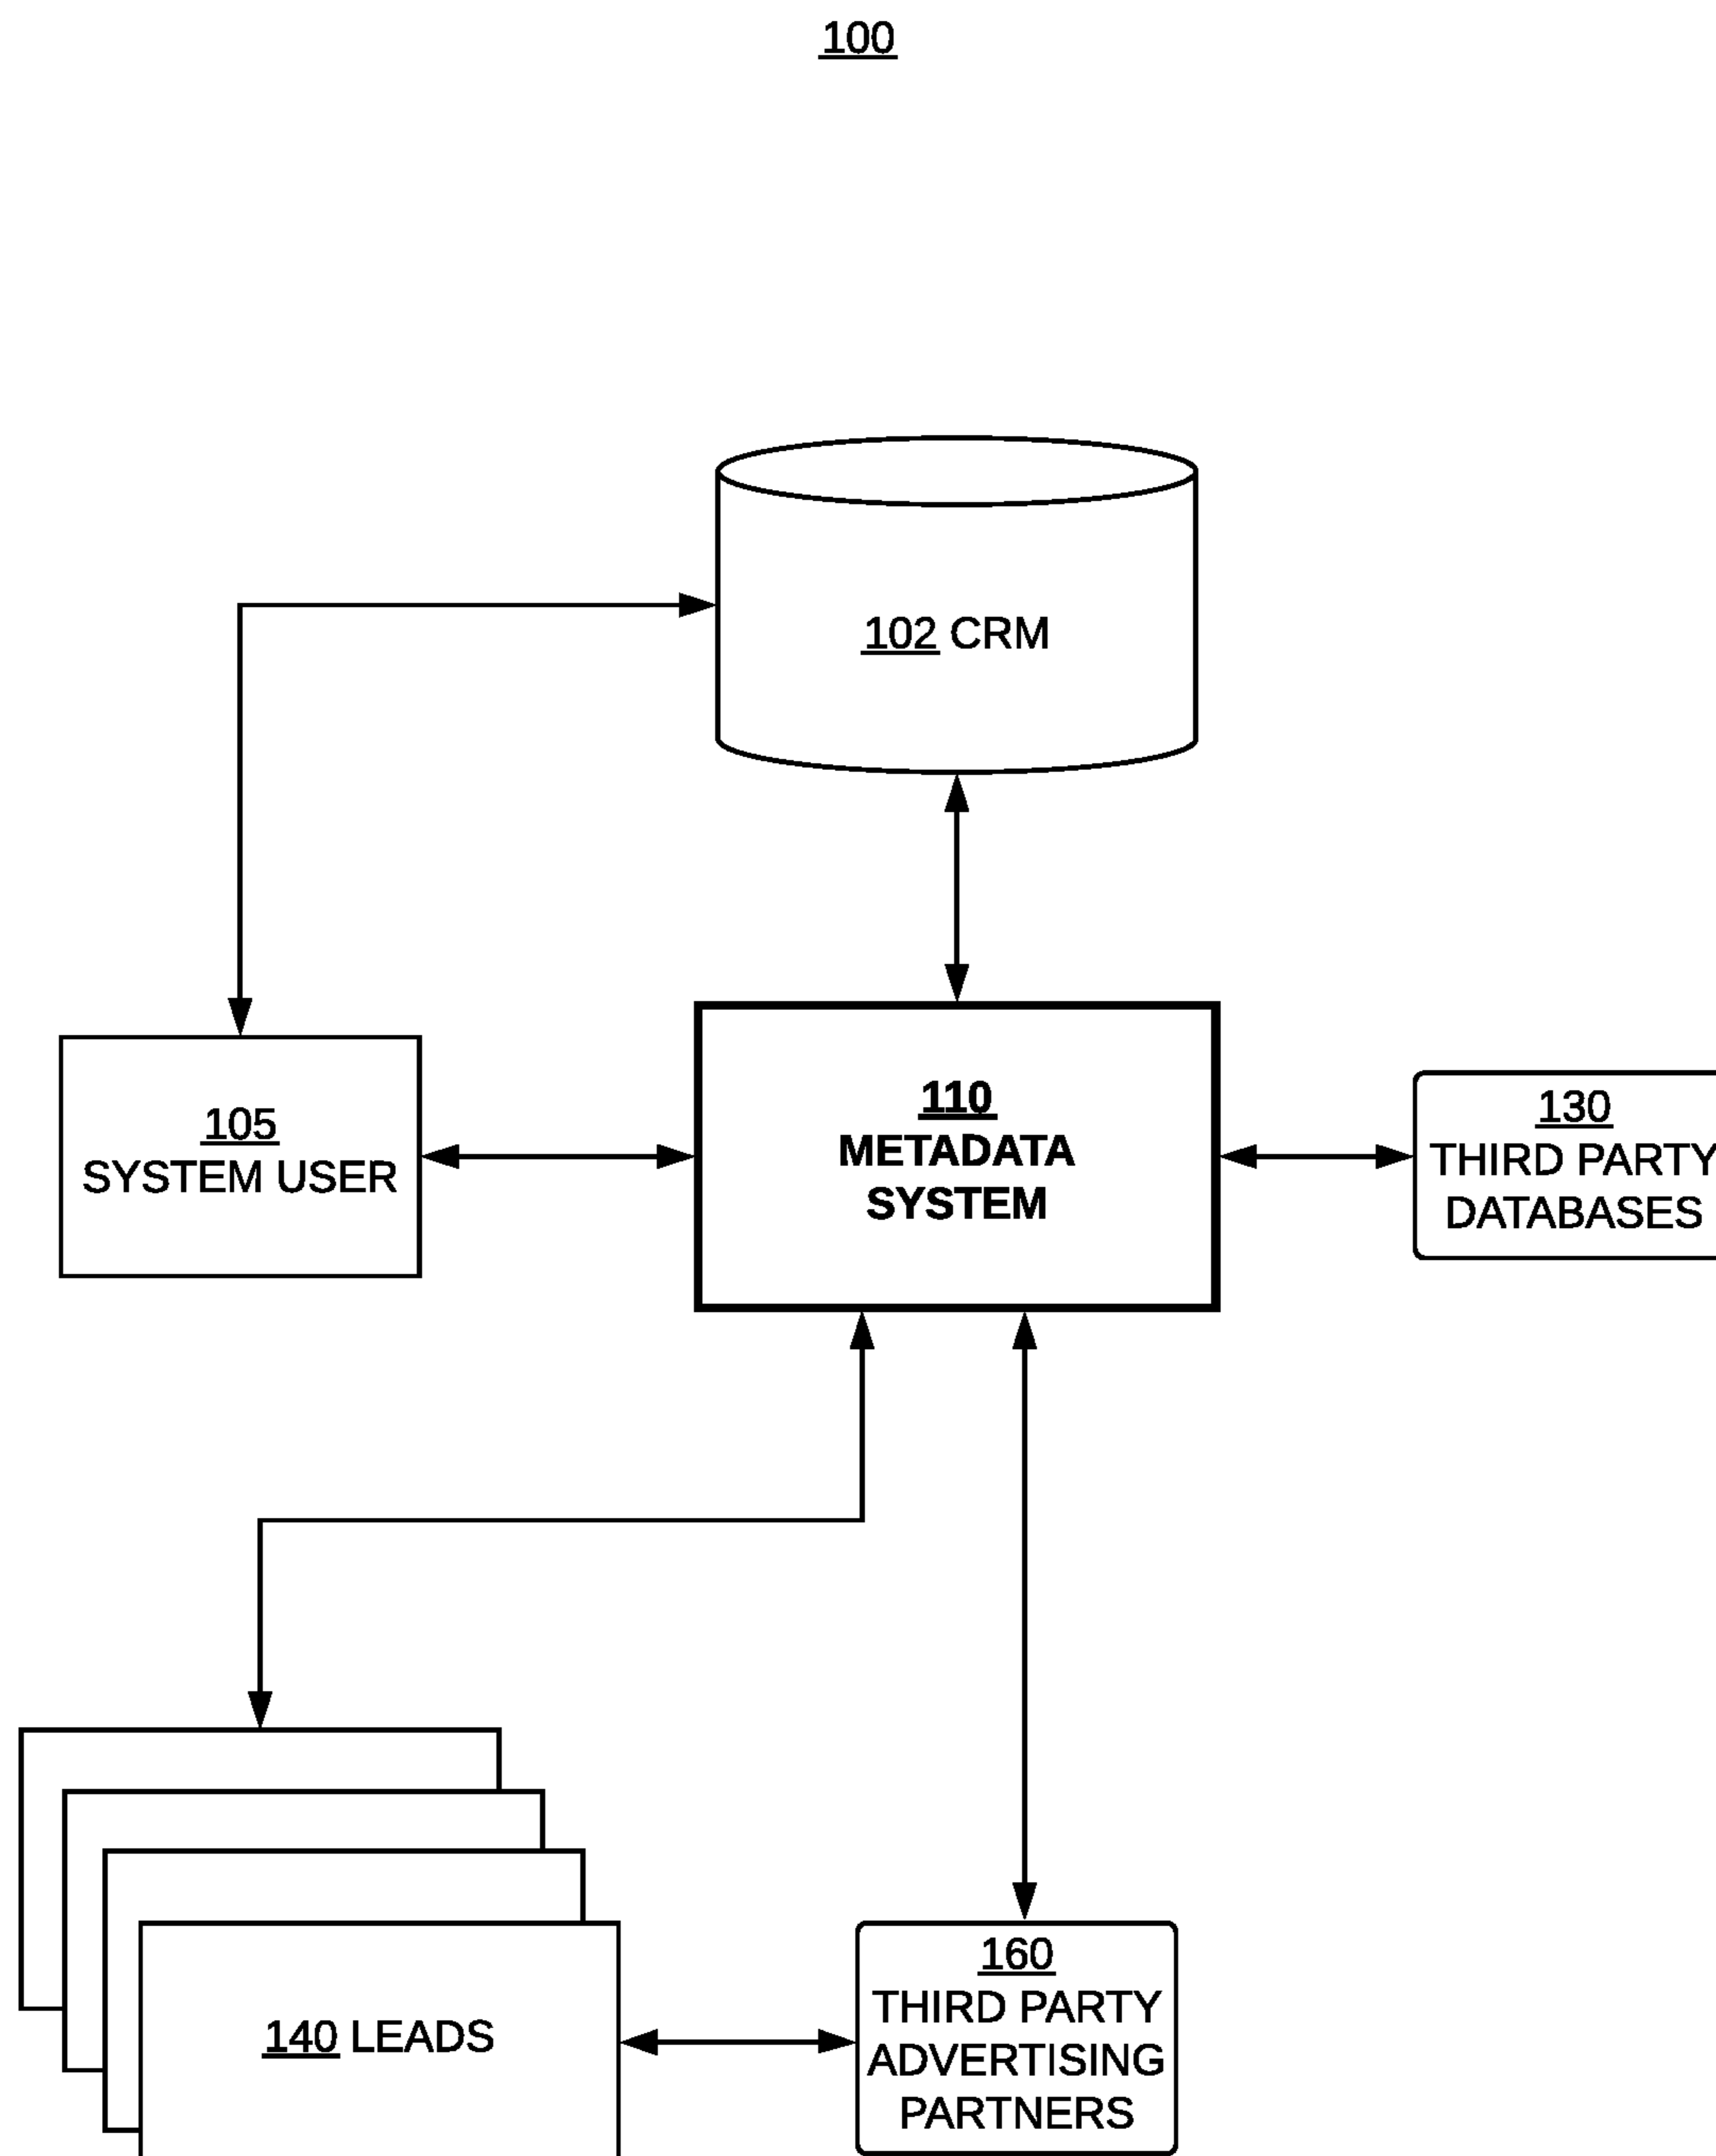 100
102 CRM
105
SYSTEM USER
110
METADATA
SYSTEM
130
THIRD PARTY
DATABASES
140 LEADS
160
THIRD PARTY
ADVERTISING
PARTNERS